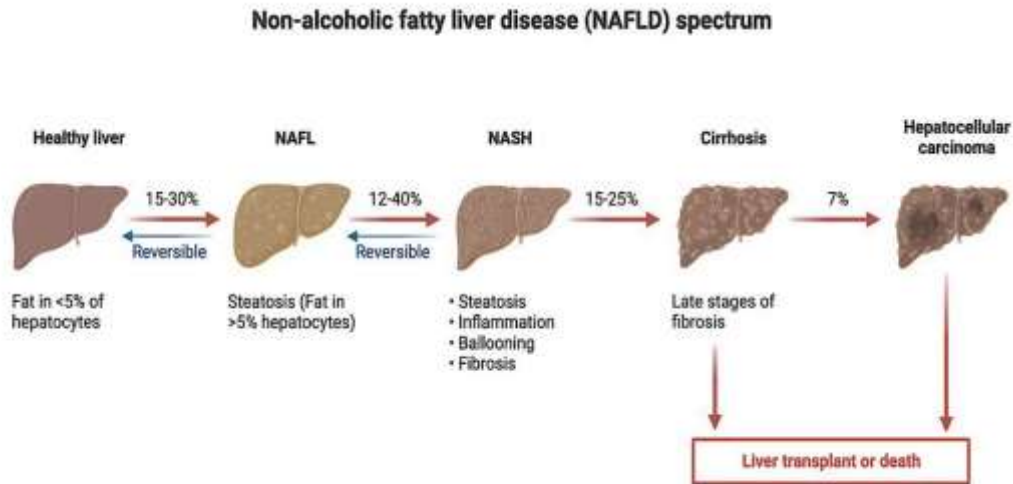 Non-alcoholic fatty liver disease (NAFLD) spectrum
Healthy liver
NAFL
NASH
Cirrhosis
Hepatocellular
carcinoma
15-30%
12-40%
15-25%
7%
Reversible
Reversible
Fat in <5% of
hepatocytes
Steatosis (Fat in
>5% hepatocytes)
• Steatosis
• Inflammation
• Ballooning
• Fibrosis
Late stages of
fibrosis
Liver transplant or death